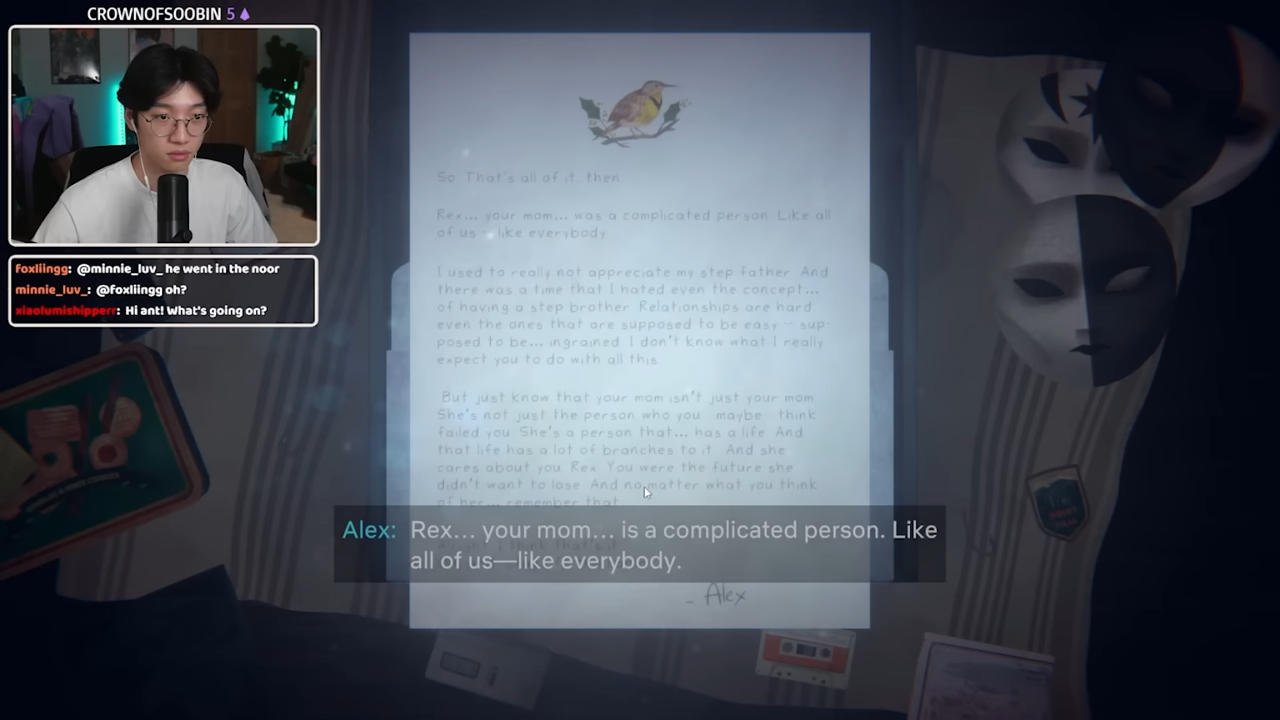 CROWNOFSOOBIN 5
foxliingg: @minnie_luv_ he went in the noor
minnie_luv_: @foxliingg oh?
xiaolumishipperr: Hi ant! What's going on?
So. That's all of it, then.
Rex... your mom... was a complicated person. Like all
of us - like everybody.
I used to really not appreciate my step father. And
there was a time that I hated even the concept...
of having a step brother. Relationships are hard
even the ones that are supposed to be easy - sup-
posed to be... ingrained. I don't know what I really
expect you to do with all this.
But just know that your mom isn't just your mom.
She's not just the person who you maybe think
failed you. She's a person that... has a life. And
that life has a lot of branches to it. And she
cares about you, Rex. You were the future she
didn't want to lose. And no matter what you think
of her... remember that.
Alex: Rex... your mom... is a complicated person. Like
all of us—like everybody.
- Alex